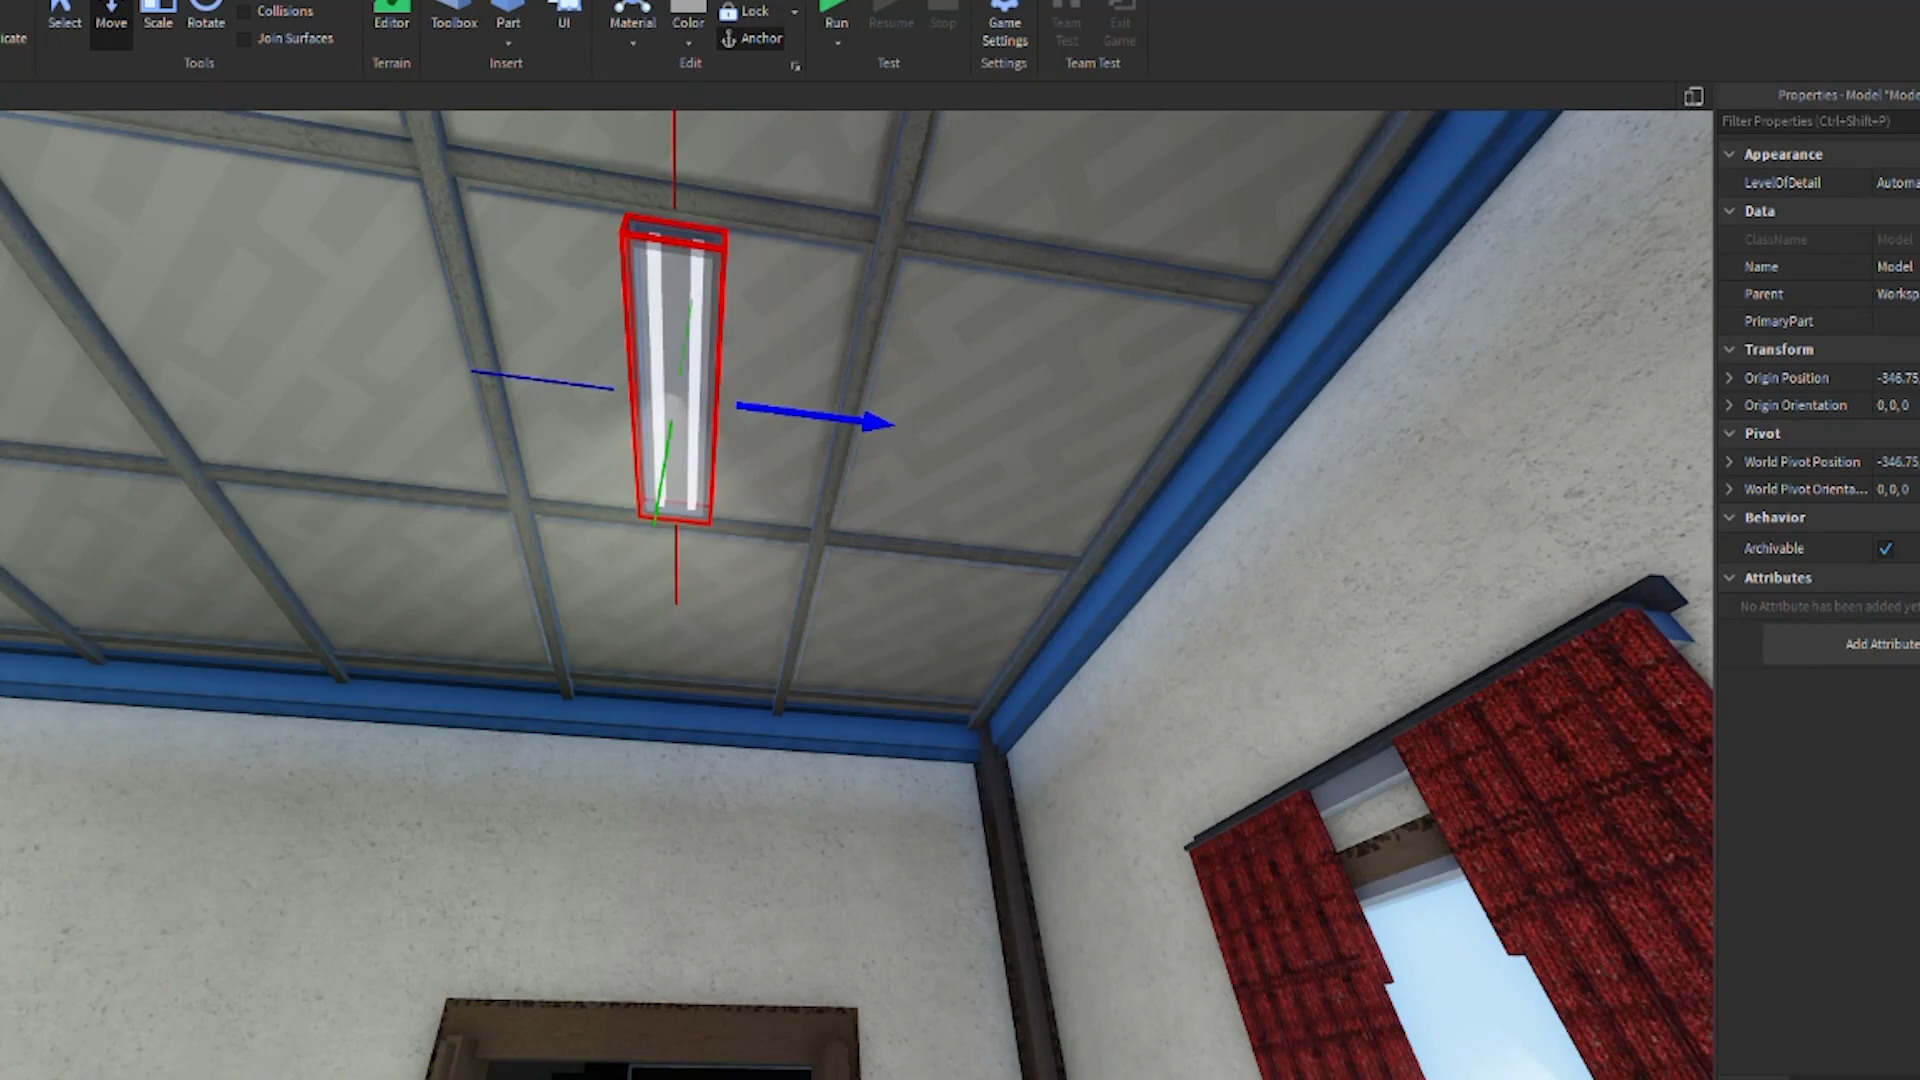 icate
Select
Move
Scale
Rotate
Collisions
Join Surfaces
Tools
Editor
Terrain
Toolbox
Part
UI
Insert
Material
Color
Lock
Anchor
Edit
Run
Resume
Stop
Test
Game
Settings
Settings
Team
Test
Exit
Game
Team Test
Properties - Model "Mode
Filter Properties (Ctrl+Shift+P)
Appearance
LevelOfDetail Automa
Data
ClassName Model
Name Model
Parent Worksp
PrimaryPart
Transform
Origin Position -346.75,
Origin Orientation 0,0,0
Pivot
World Pivot Position -346.75,
World Pivot Orienta... 0,0,0
Behavior
Archivable
Attributes
No Attribute has been added yet
Add Attribute